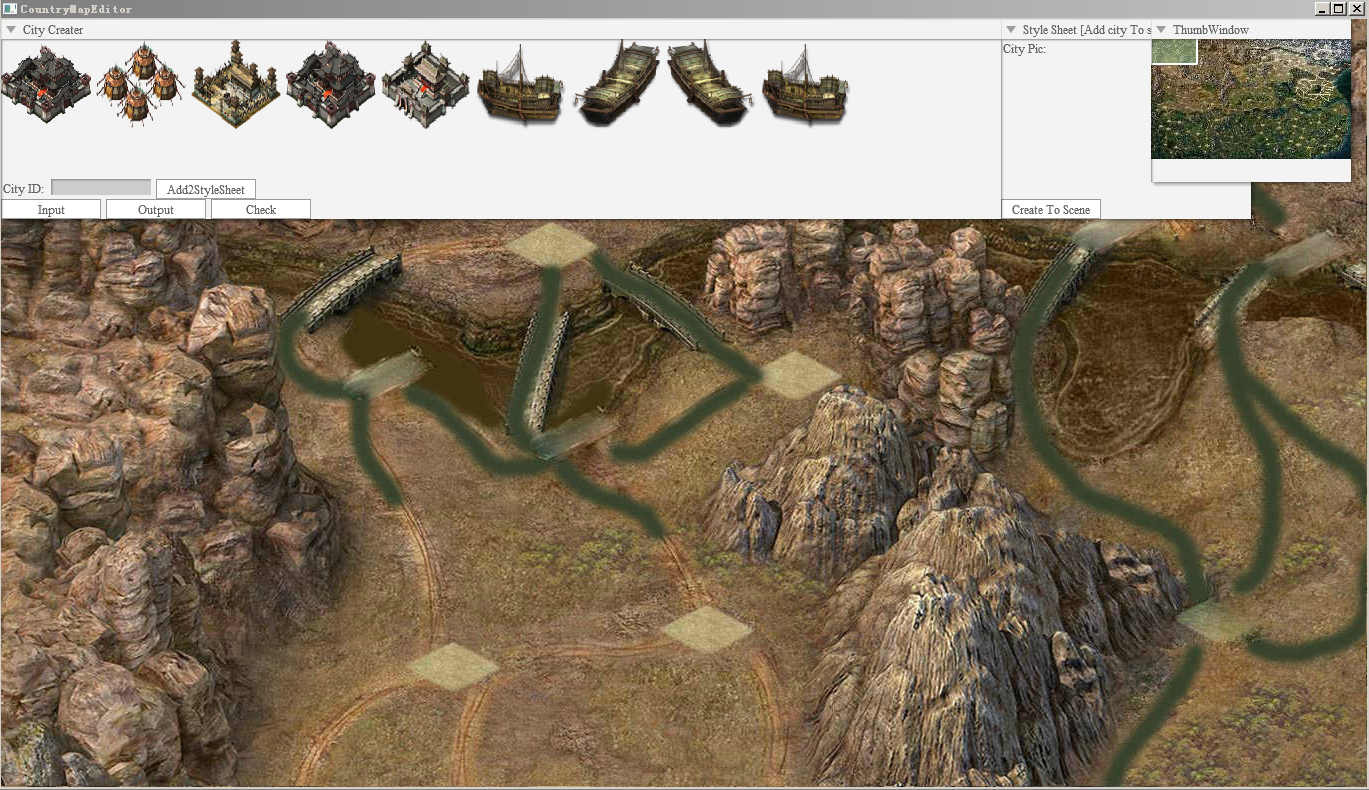 CountryMapEditor
City Creater
Style Sheet [Add city To s
ThumbWindow
City Pic:
City ID:
Add2StyleSheet
Input
Output
Check
Create To Scene